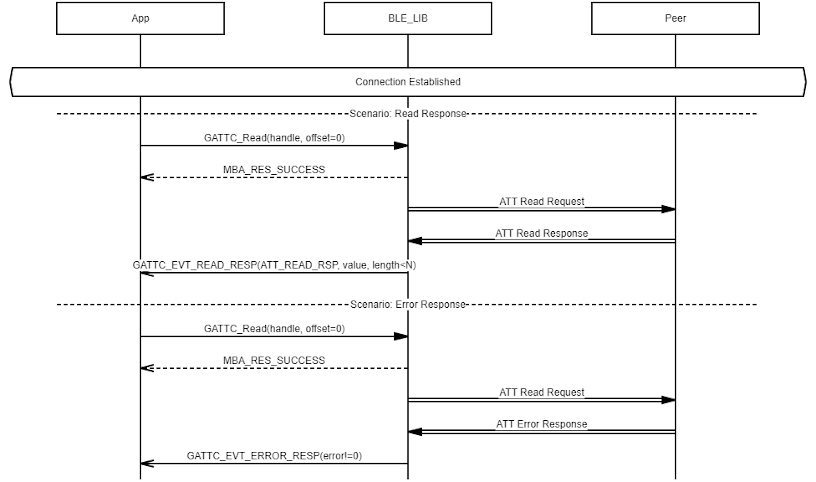 App
BLE_LIB
Peer
Connection Established
Scenario: Read Response
GATTC_Read(handle, offset=0)
MBA_RES_SUCCESS
ATT Read Request
ATT Read Response
GATTC_EVT_READ_RESP(ATT_READ_RSP, value, length<N)
Scenario: Error Response
GATTC_Read(handle, offset=0)
MBA_RES_SUCCESS
ATT Read Request
ATT Error Response
GATTC_EVT_ERROR_RESP(error!=0)